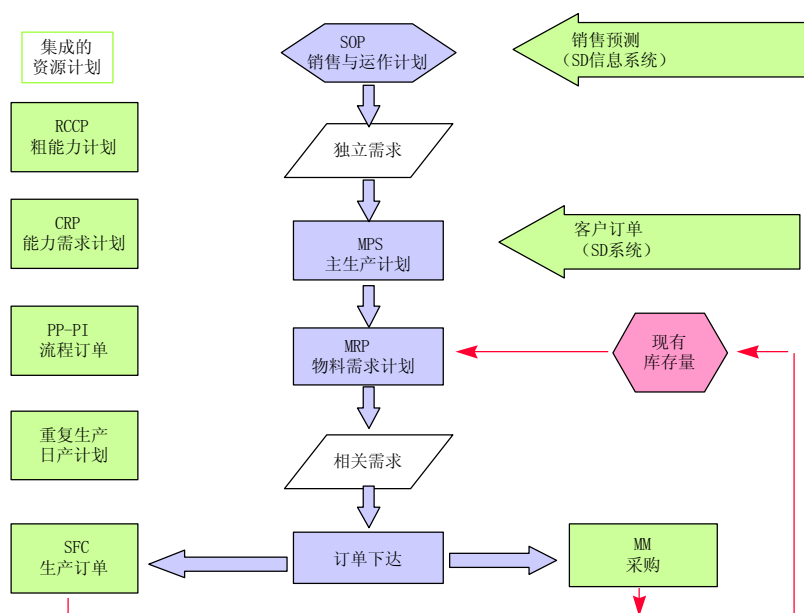 集成的
资源计划
SOP
销售与运作计划
销售预测
（SD信息系统）
RCCP
粗能力计划
独立需求
CRP
能力需求计划
MPS
主生产计划
客户订单
（SD系统）
PP-PI
流程订单
MRP
物料需求计划
现有
库存量
重复生产
日产计划
相关需求
SFC
生产订单
订单下达
MM
采购